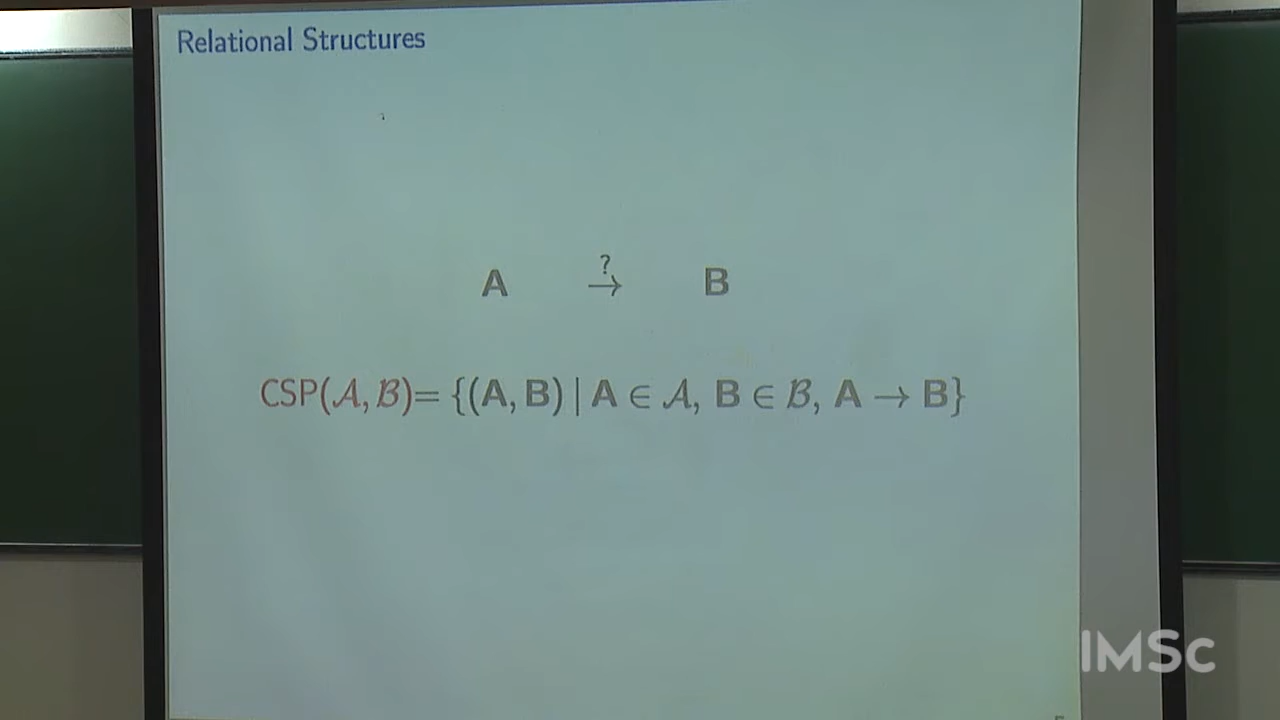 Relational Structures
A →? B
CSP(𝒜, ℬ)= {(A, B) | A ∈ 𝒜, B ∈ ℬ, A → B}
IMSc